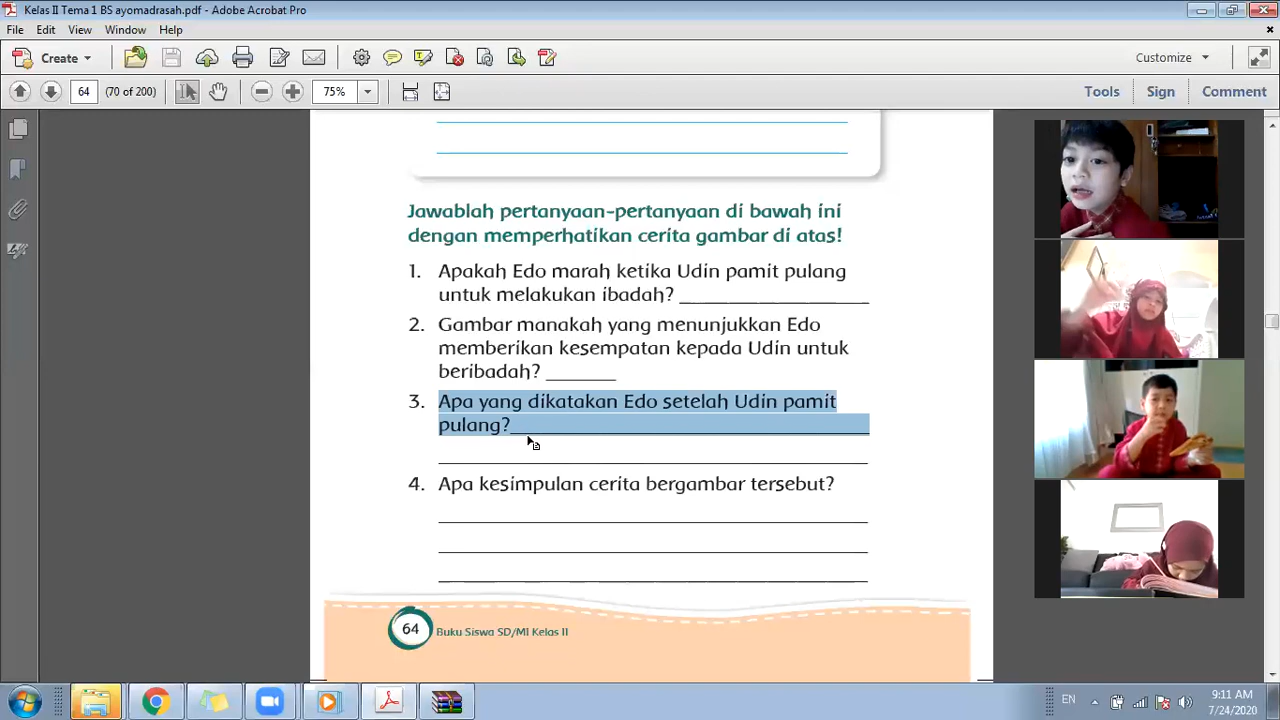 Kelas II Tema 1 BS ayomadrasah.pdf - Adobe Acrobat Pro
File Edit View Window Help
Create
Customize
64 (70 of 200) 75% Tools Sign Comment
Jawablah pertanyaan-pertanyaan di bawah ini
dengan memperhatikan cerita gambar di atas!
1. Apakah Edo marah ketika Udin pamit pulang
untuk melakukan ibadah? ____________________
2. Gambar manakah yang menunjukkan Edo
memberikan kesempatan kepada Udin untuk
beribadah? _______
3. Apa yang dikatakan Edo setelah Udin pamit
pulang?____________________________________
4. Apa kesimpulan cerita bergambar tersebut?
64 Buku Siswa SD/MI Kelas II
EN
9:11 AM
7/24/2020